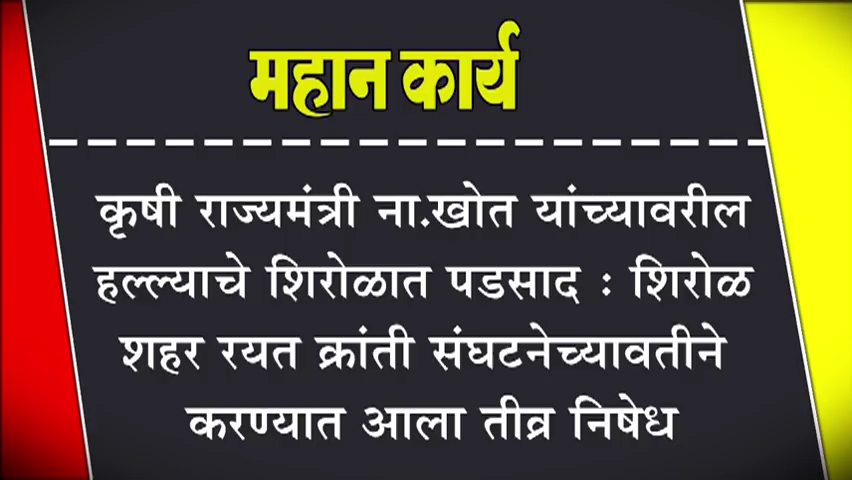 महान कार्य
कृषी राज्यमंत्री ना.खोत यांच्यावरील
हल्ल्याचे शिरोळात पडसाद : शिरोळ
शहर रयत क्रांती संघटनेच्यावतीने
करण्यात आला तीव्र निषेध